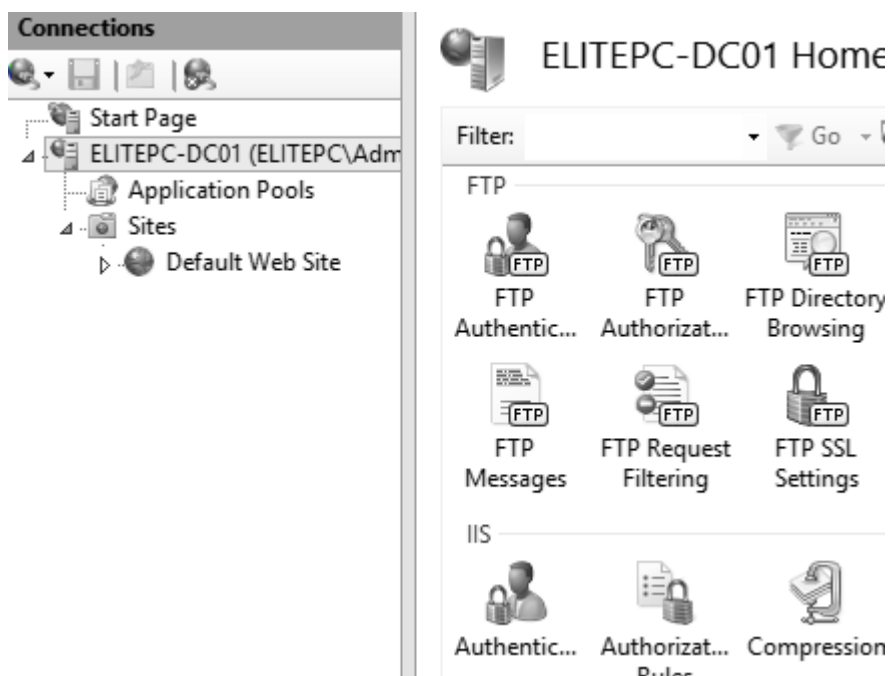 Connections
Start Page
ELITEPC-DC01 (ELITEPC\Adm
Application Pools
Sites
Default Web Site
ELITEPC-DC01 Home
Filter:
Go
FTP
FTP FTP FTP
FTP FTP FTP Directory
Authentic... Authorizat... Browsing
FTP FTP FTP
FTP FTP Request FTP SSL
Messages Filtering Settings
IIS
Authentic... Authorizat... Compression
Rules